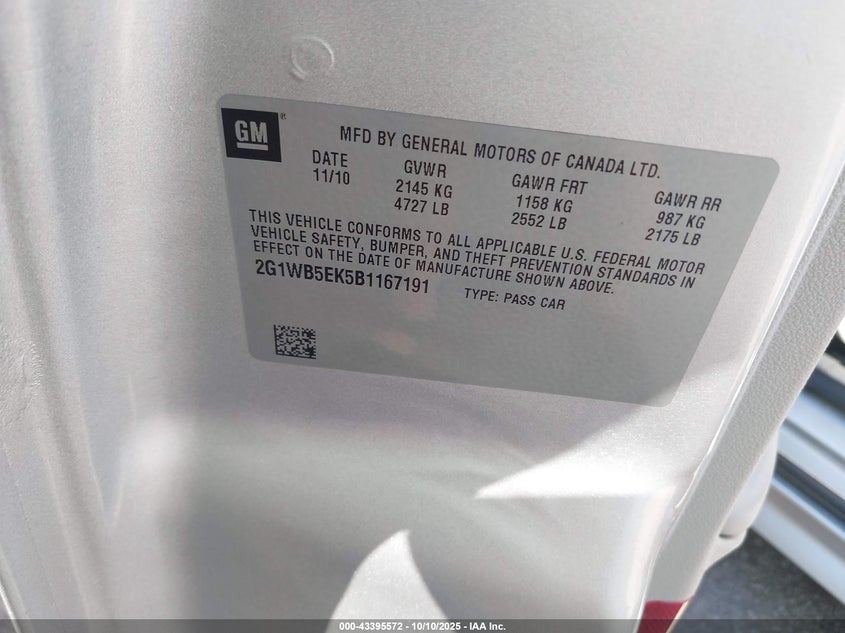 GM®
MFD BY GENERAL MOTORS OF CANADA LTD.
DATE GVWR GAWR FRT GAWR RR
11/10 2145 KG 1158 KG 987 KG
4727 LB 2552 LB 2175 LB
THIS VEHICLE CONFORMS TO ALL APPLICABLE U.S. FEDERAL MOTOR
VEHICLE SAFETY, BUMPER, AND THEFT PREVENTION STANDARDS IN
EFFECT ON THE DATE OF MANUFACTURE SHOWN ABOVE.
2G1WB5EK5B1167191 TYPE: PASS CAR
000-43395572 - 10/10/2025 - IAA Inc.